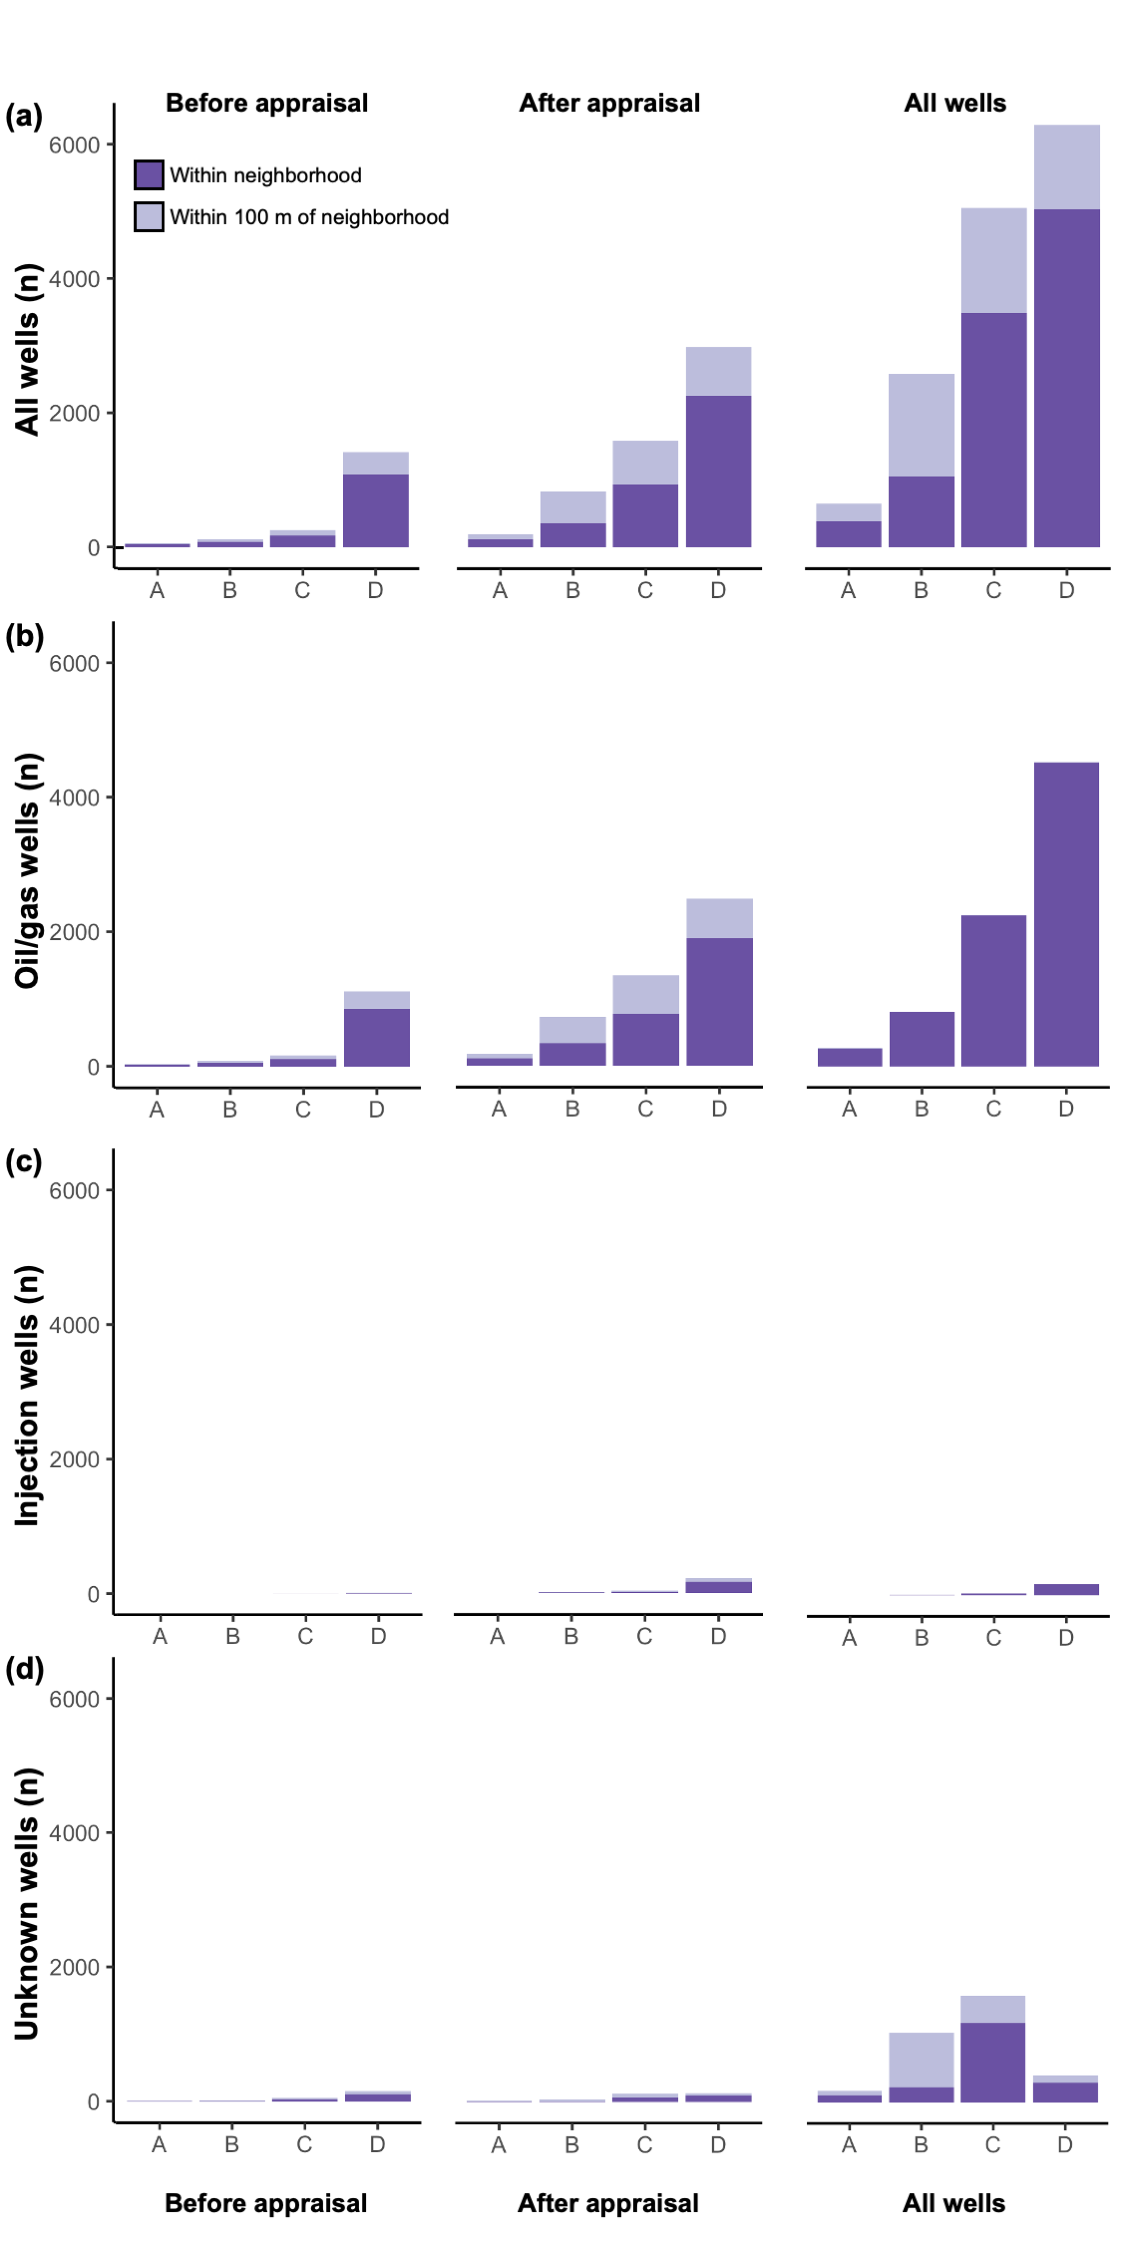 Before appraisal After appraisal All wells
(a)
Within neighborhood
Within 100 m of neighborhood
All wells (n)
6000
4000
2000
0
A B C D A B C D A B C D
(b)
Oil/gas wells (n)
6000
4000
2000
0
A B C D A B C D A B C D
(c)
Injection wells (n)
6000
4000
2000
0
A B C D A B C D A B C D
(d)
Unknown wells (n)
6000
4000
2000
0
A B C D A B C D A B C D
Before appraisal After appraisal All wells